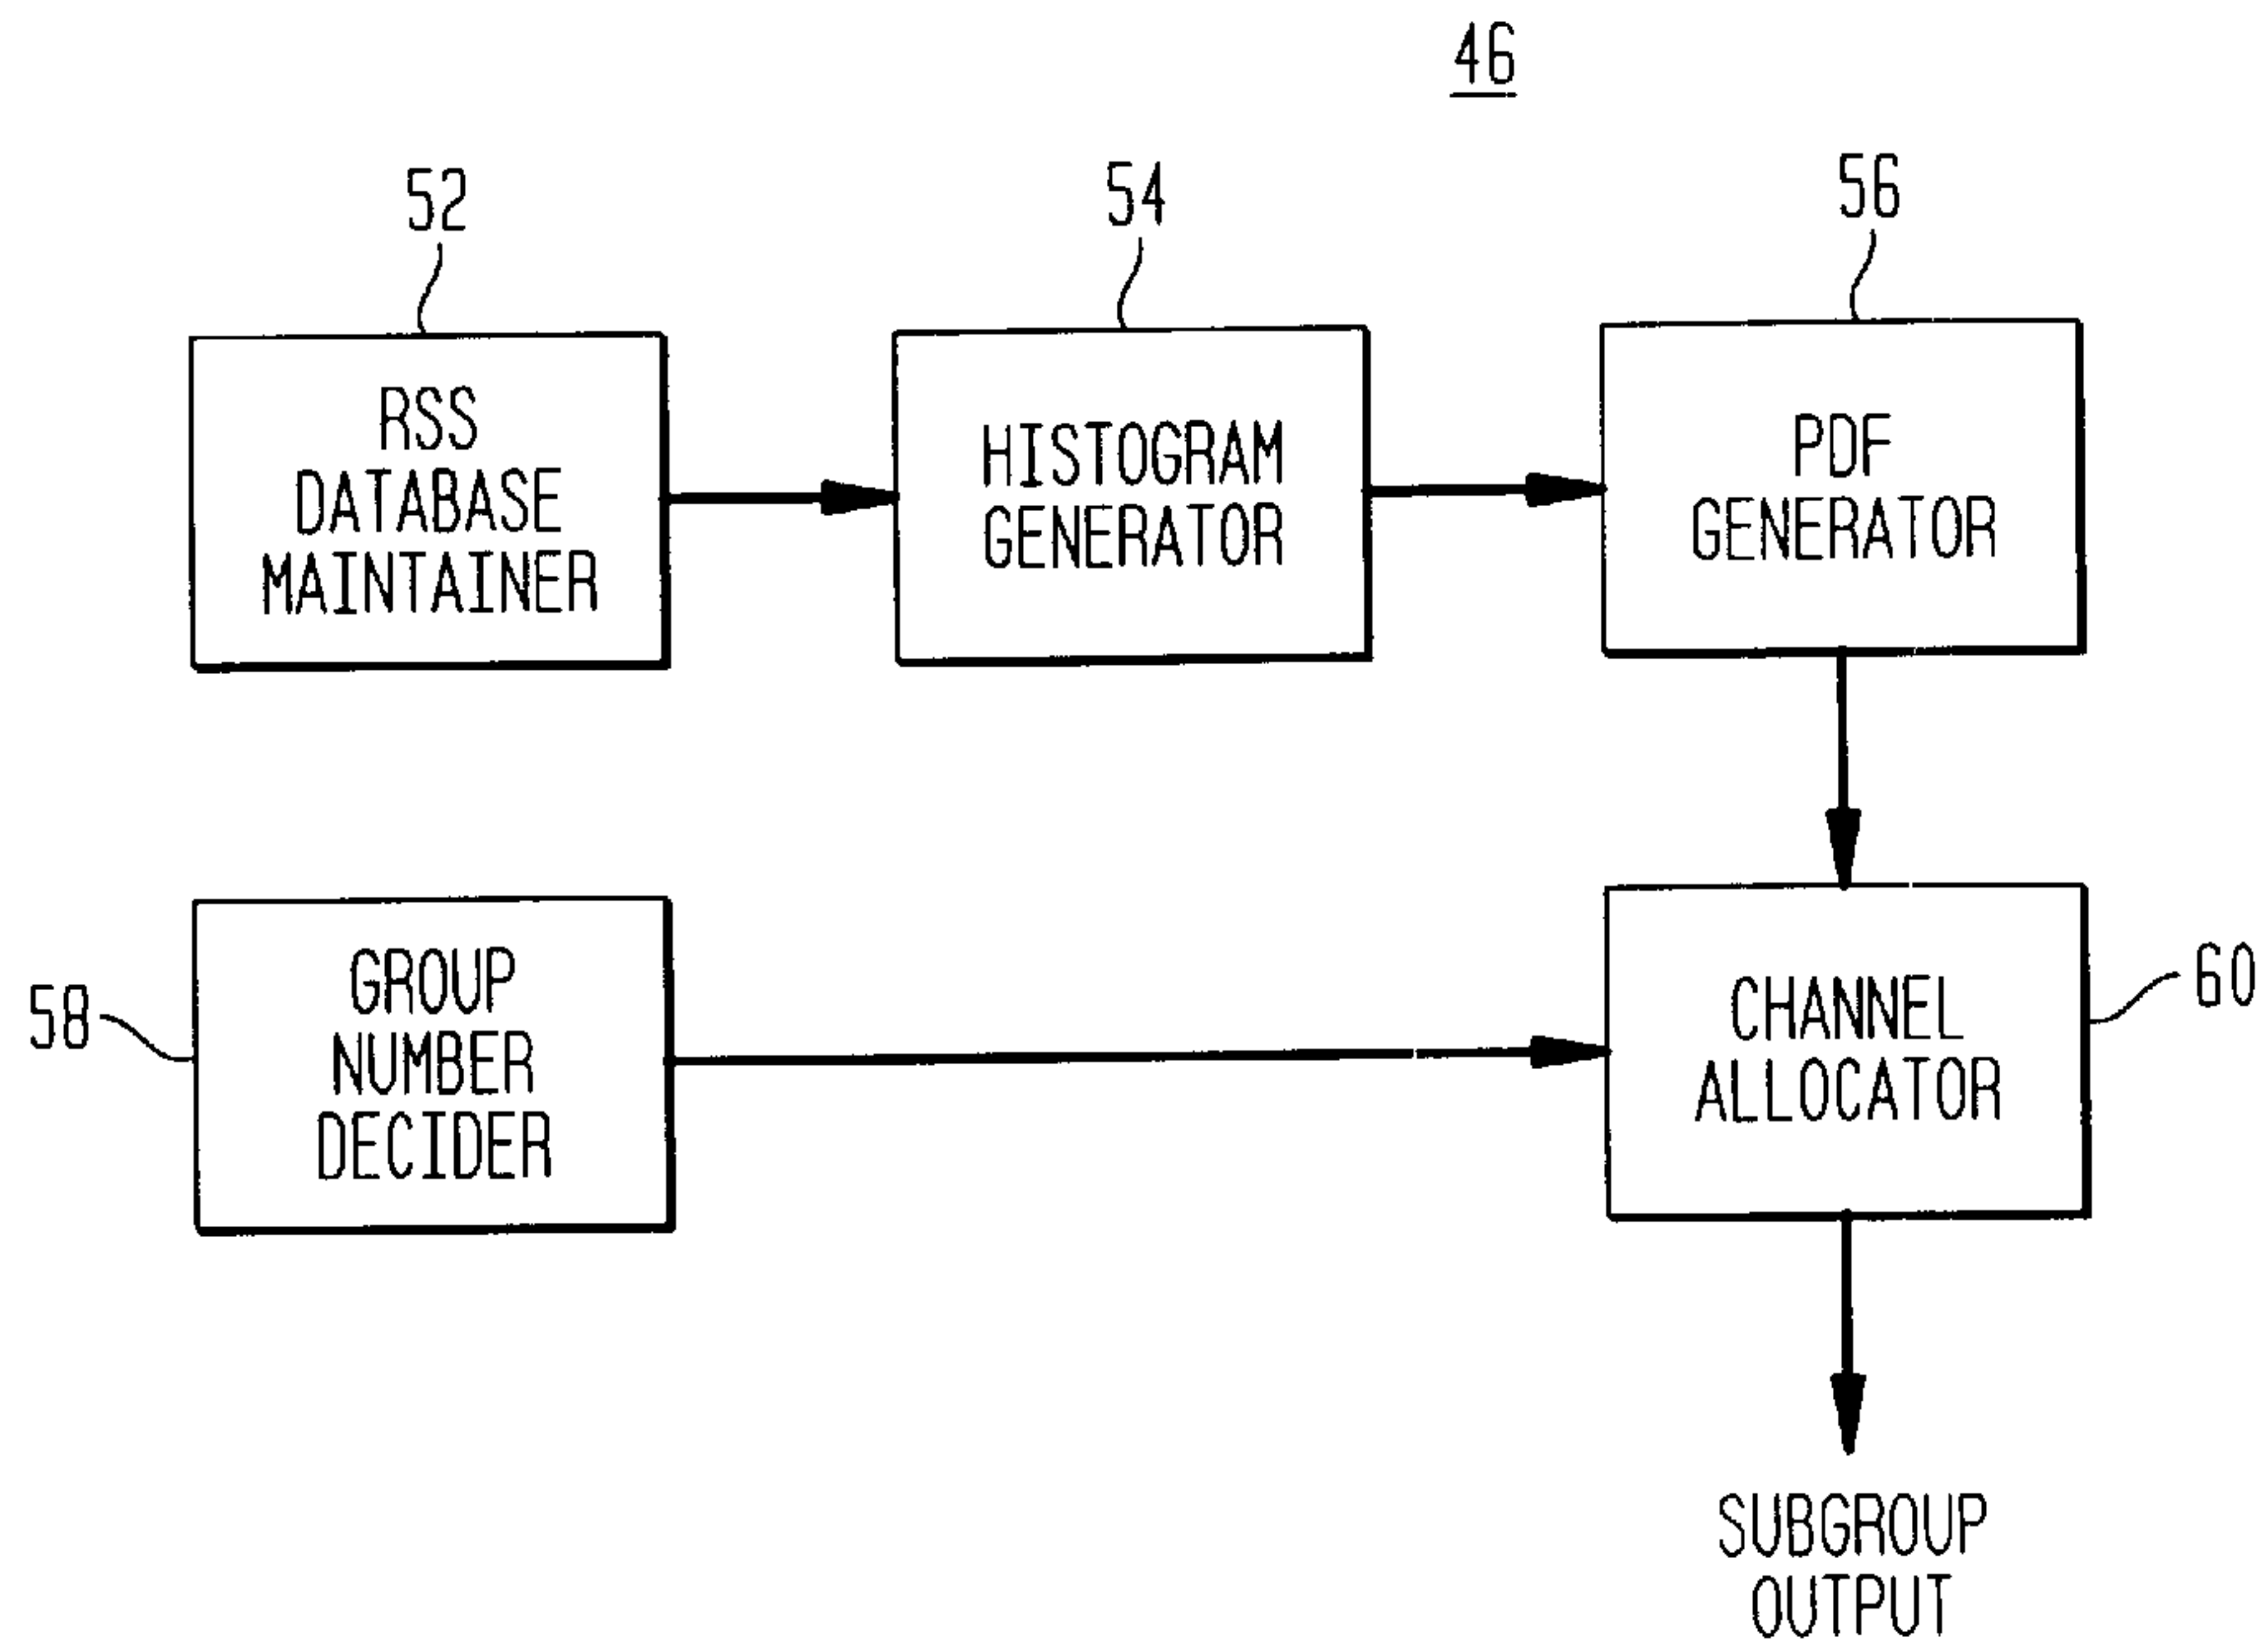 46
52
54
56
RSS
DATABASE
MAINTAINER
HISTOGRAM
GENERATOR
PDF
GENERATOR
58
GROUP
NUMBER
DECIDER
CHANNEL
ALLOCATOR
60
SUBGROUP
OUTPUT